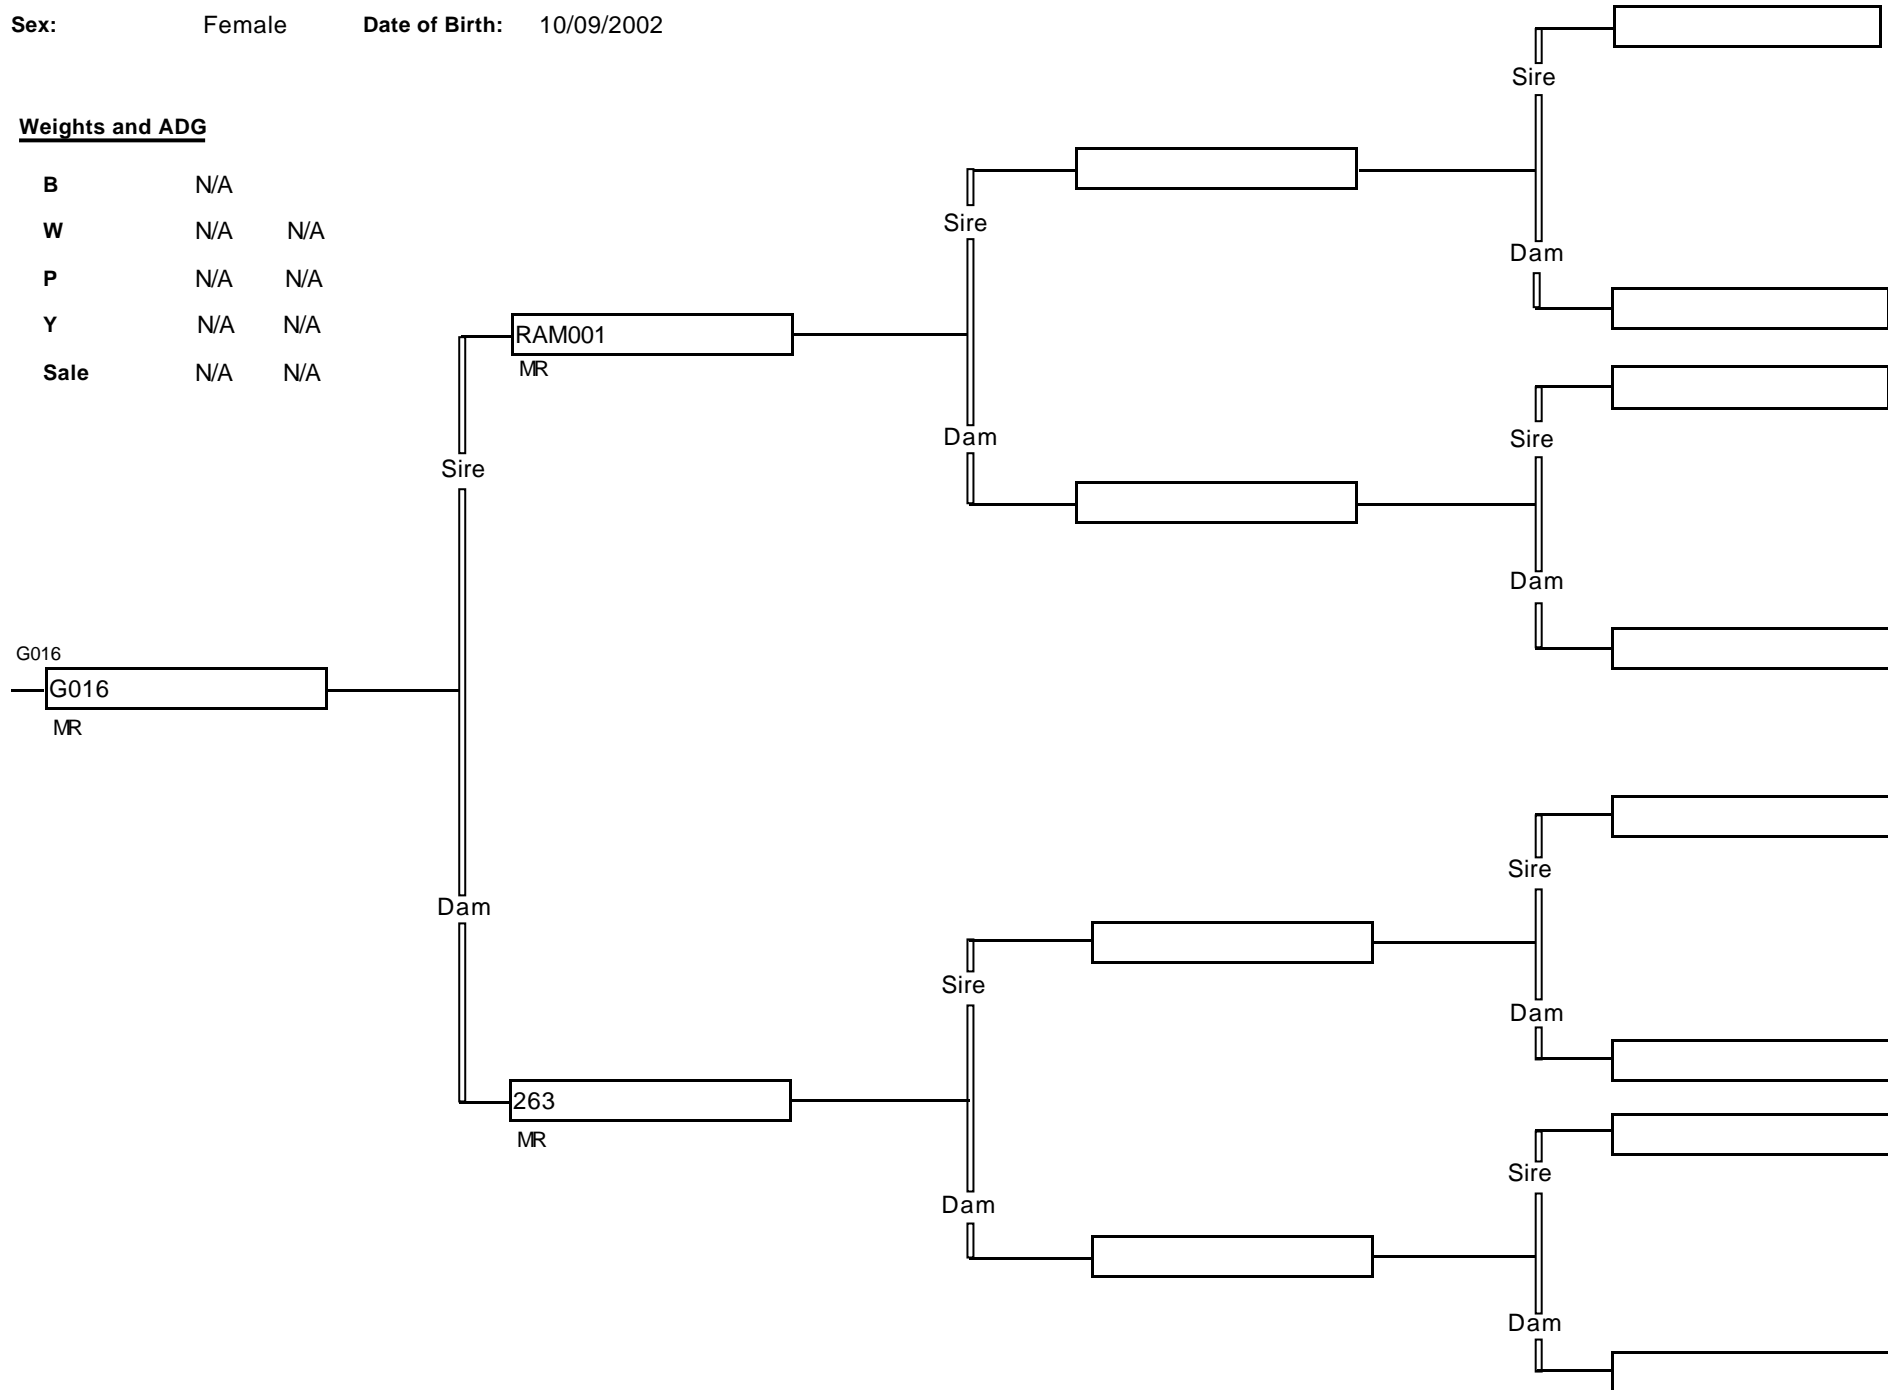 Sex: Female Date of Birth: 10/09/2002
Sire
Weights and ADG
B N/A
W N/A N/A
Sire
Dam
P N/A N/A
Y N/A N/A
RAM001
MR
Sale N/A N/A
Dam
Sire
Sire
Dam
G016
G016
MR
Sire
Dam
Sire
Dam
263
MR
Sire
Dam
Dam